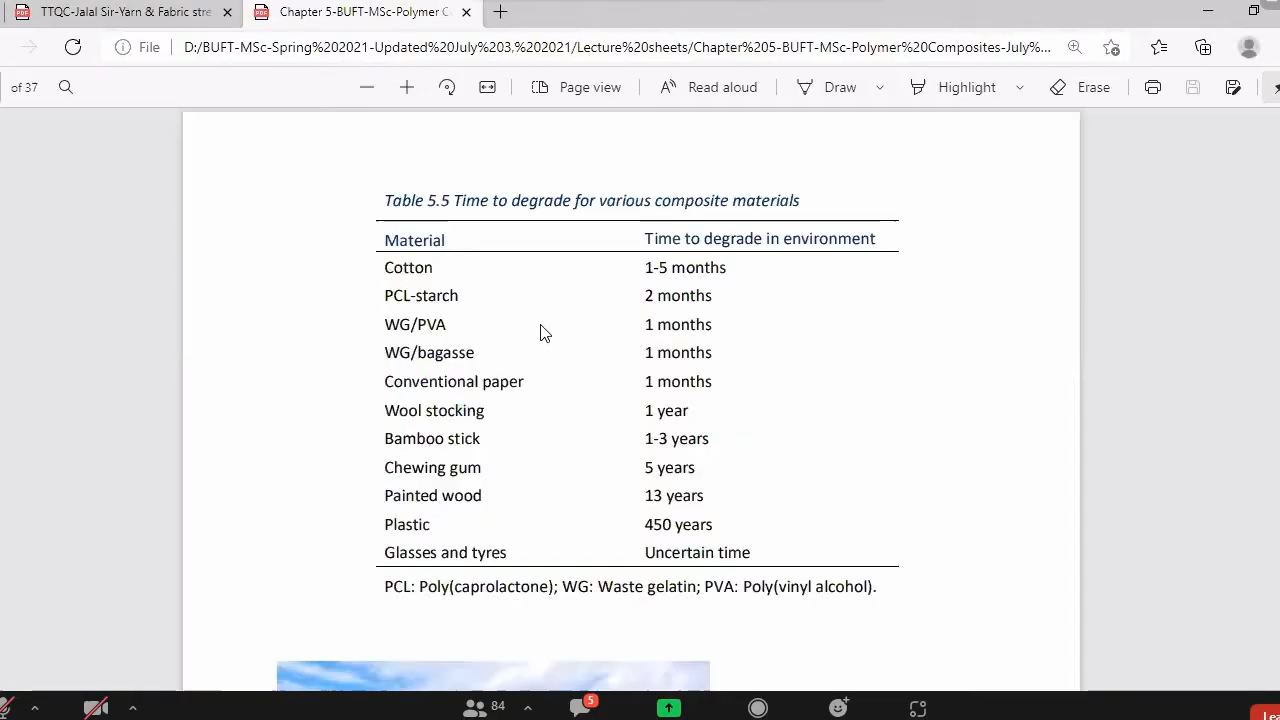 TTQC-Jalal Sir-Yarn & Fabric stre
Chapter 5-BUFT-MSc-Polymer C
File
D:/BUFT-MSc-Spring%202021-Updated%20July%203,%202021/Lecture%20sheets/Chapter%205-BUFT-MSc-Polymer%20Composites-July%...
of 37
Page view
Read aloud
Draw
Highlight
Erase
Table 5.5 Time to degrade for various composite materials
Material Time to degrade in environment
Cotton 1-5 months
PCL-starch 2 months
WG/PVA 1 months
WG/bagasse 1 months
Conventional paper 1 months
Wool stocking 1 year
Bamboo stick 1-3 years
Chewing gum 5 years
Painted wood 13 years
Plastic 450 years
Glasses and tyres Uncertain time
PCL: Poly(caprolactone); WG: Waste gelatin; PVA: Poly(vinyl alcohol).
84
5